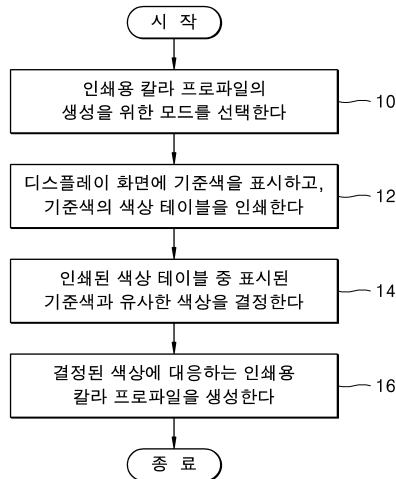 시 작
인쇄용 칼라 프로파일의
생성을 위한 모드를 선택한다
10
디스플레이 화면에 기준색을 표시하고,
기준색의 색상 테이블을 인쇄한다
12
인쇄된 색상 테이블 중 표시된
기준색과 유사한 색상을 결정한다
14
결정된 색상에 대응하는 인쇄용
칼라 프로파일을 생성한다
16
종 료